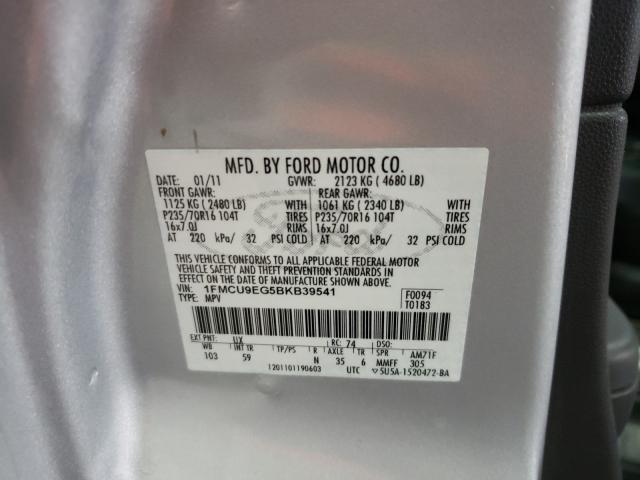 MFD. BY FORD MOTOR CO.
DATE: 01/11 GVWR: 2123 KG ( 4680 LB)
FRONT GAWR: REAR GAWR:
1125 KG ( 2480 LB) WITH 1061 KG ( 2340 LB) WITH
P235/70R16 104T TIRES P235/70R16 104T TIRES
16x7.0J RIMS 16x7.0J RIMS
AT 220 kPa/ 32 PSI COLD AT 220 kPa/ 32 PSI COLD
THIS VEHICLE CONFORMS TO ALL APPLICABLE FEDERAL MOTOR
VEHICLE SAFETY AND THEFT PREVENTION STANDARDS IN
EFFECT ON THE DATE OF MANUFACTURE SHOWN ABOVE.
VIN: 1FMCU9EG5BKB39541 F0094
TYPE: MPV T0183
EXT PNT: UX RC: 74 DSO:
WB INT TR TP/PS R AXLE TR SPR AM71F
103 59 N 35 6 MMFF 305
1201101190603 UTC 5U5A-1520472-BA